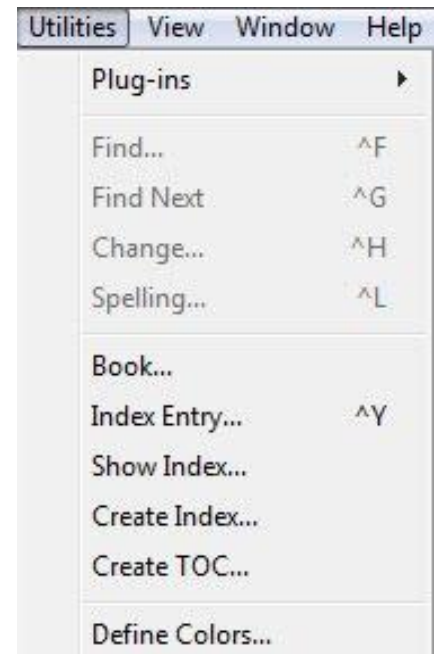 Utilities View Window Help
Plug-ins
Find... ^F
Find Next ^G
Change... ^H
Spelling... ^L
Book...
Index Entry... ^Y
Show Index...
Create Index...
Create TOC...
Define Colors...